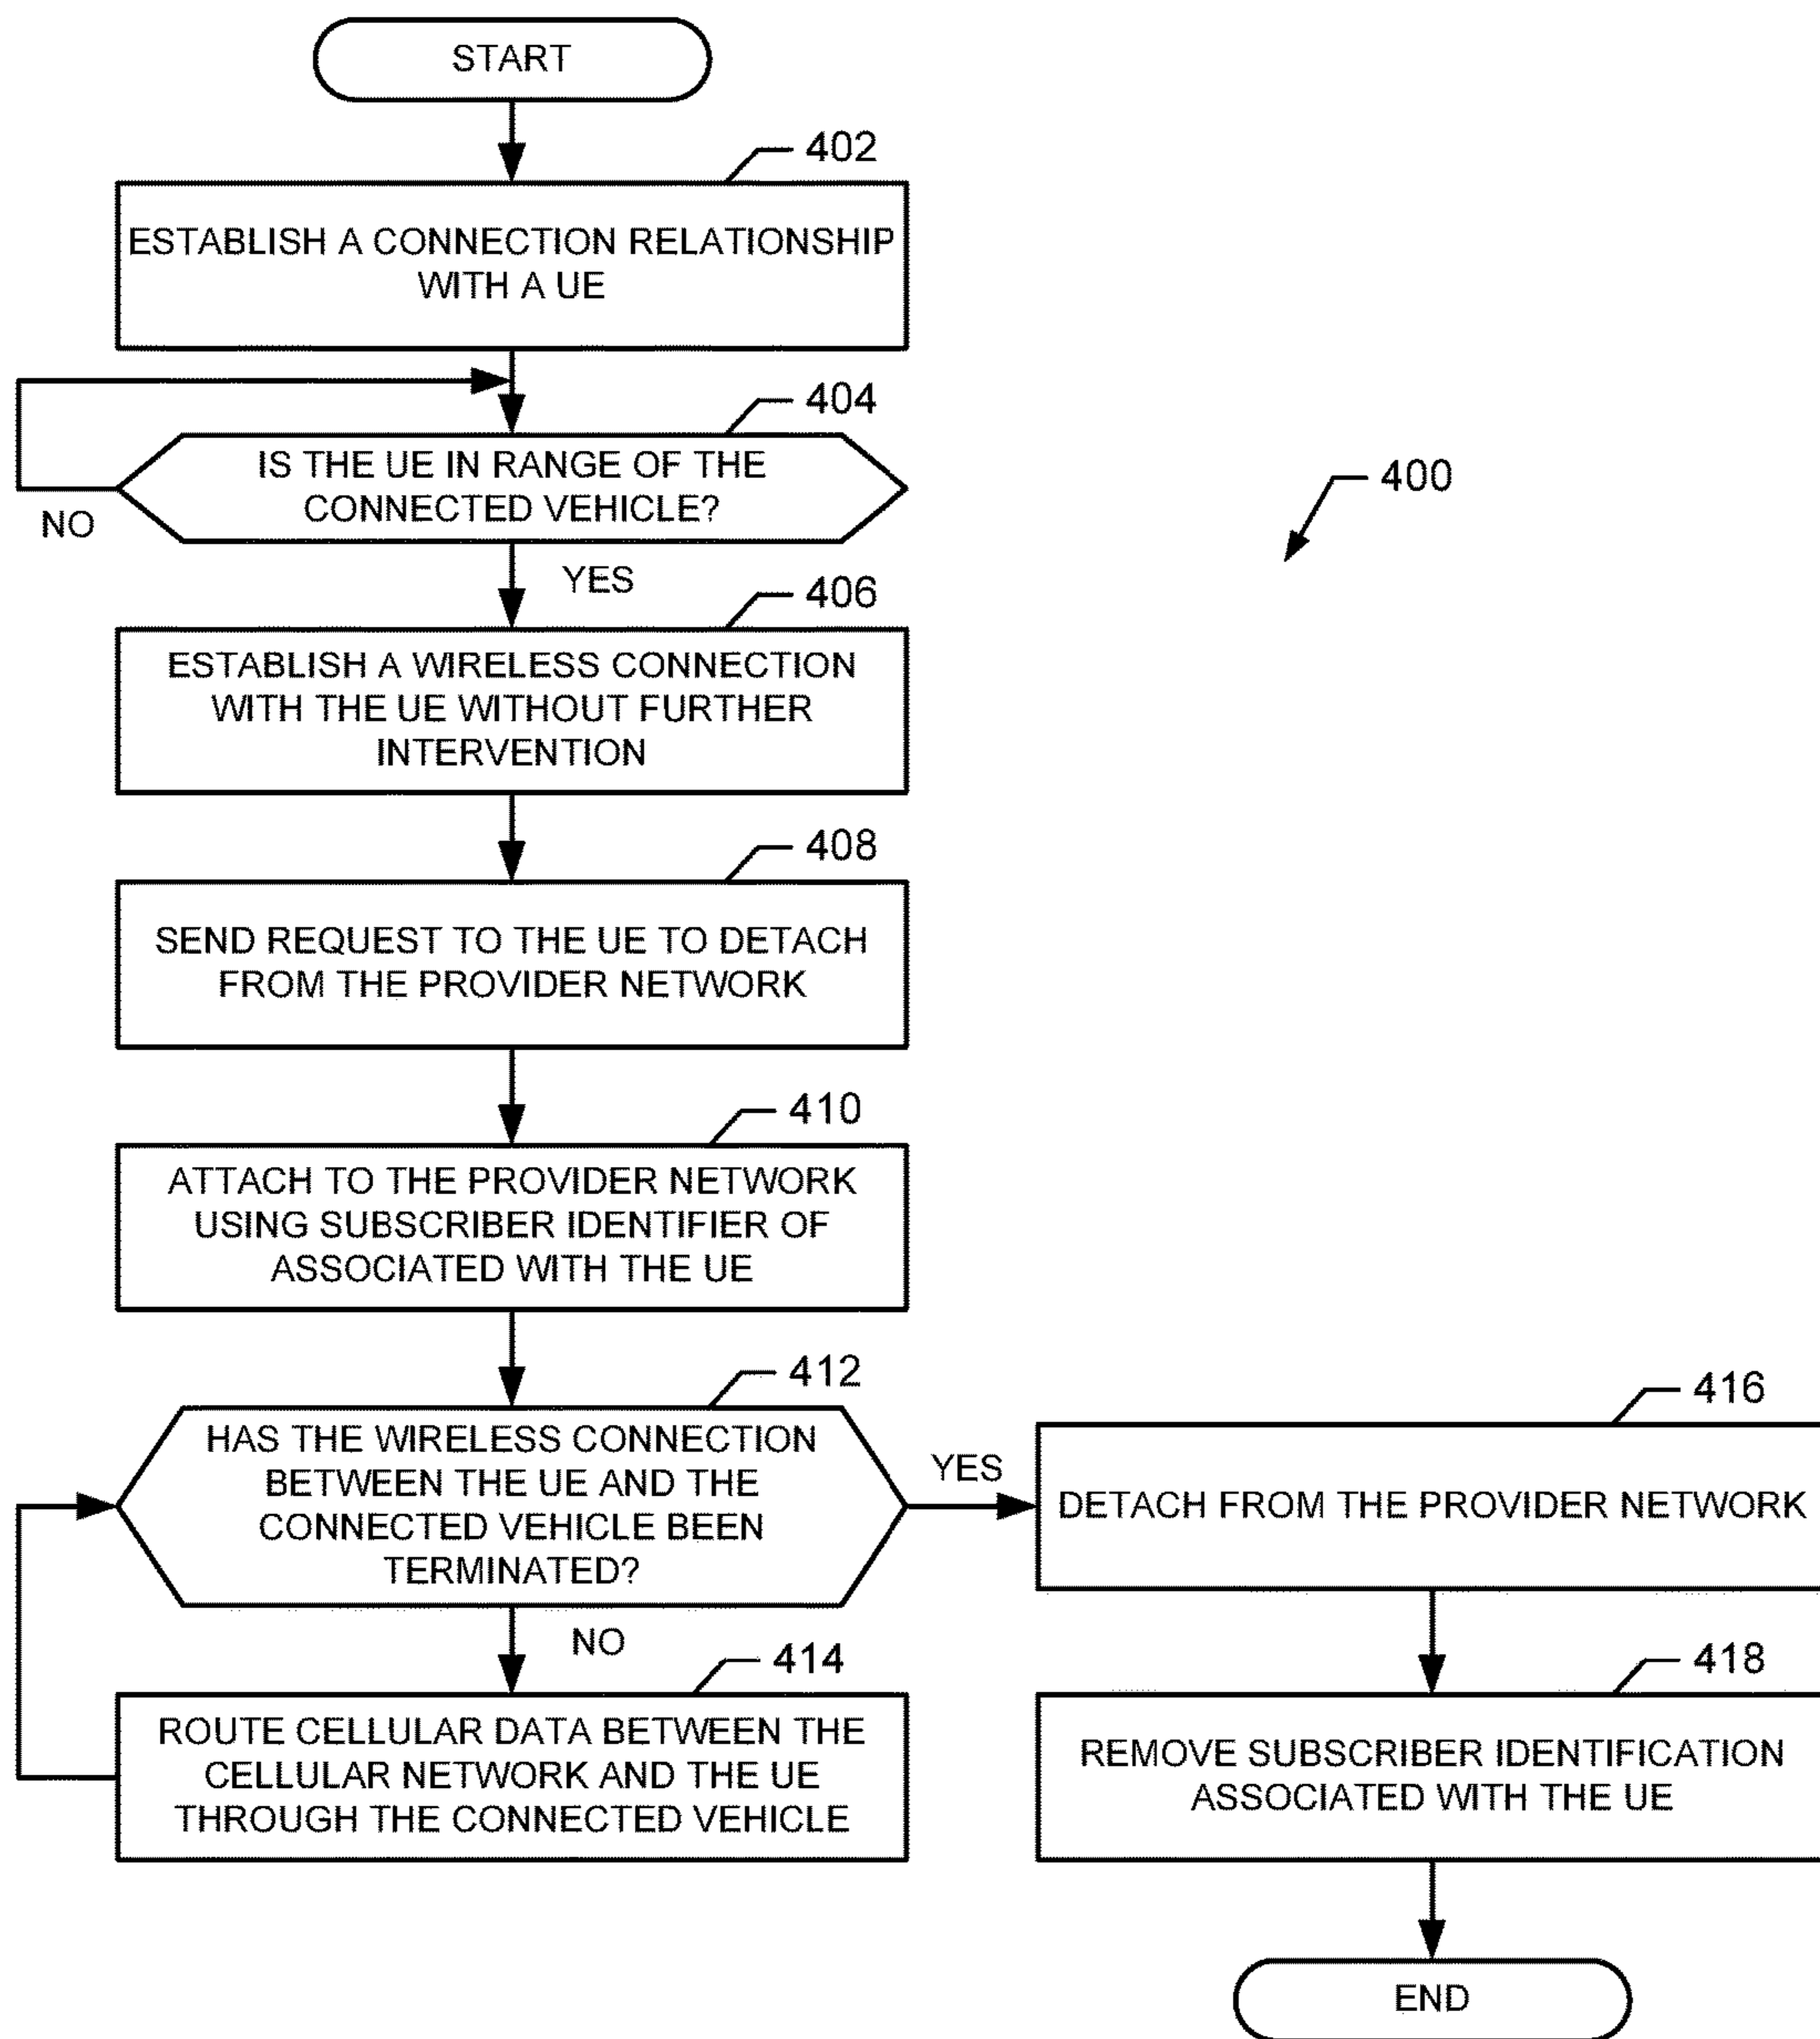 START
402
ESTABLISH A CONNECTION RELATIONSHIP
WITH A UE
404
IS THE UE IN RANGE OF THE
CONNECTED VEHICLE?
NO
YES
400
406
ESTABLISH A WIRELESS CONNECTION
WITH THE UE WITHOUT FURTHER
INTERVENTION
408
SEND REQUEST TO THE UE TO DETACH
FROM THE PROVIDER NETWORK
410
ATTACH TO THE PROVIDER NETWORK
USING SUBSCRIBER IDENTIFIER OF
ASSOCIATED WITH THE UE
412
HAS THE WIRELESS CONNECTION
BETWEEN THE UE AND THE
CONNECTED VEHICLE BEEN
TERMINATED?
YES
NO
414
ROUTE CELLULAR DATA BETWEEN THE
CELLULAR NETWORK AND THE UE
THROUGH THE CONNECTED VEHICLE
416
DETACH FROM THE PROVIDER NETWORK
418
REMOVE SUBSCRIBER IDENTIFICATION
ASSOCIATED WITH THE UE
END